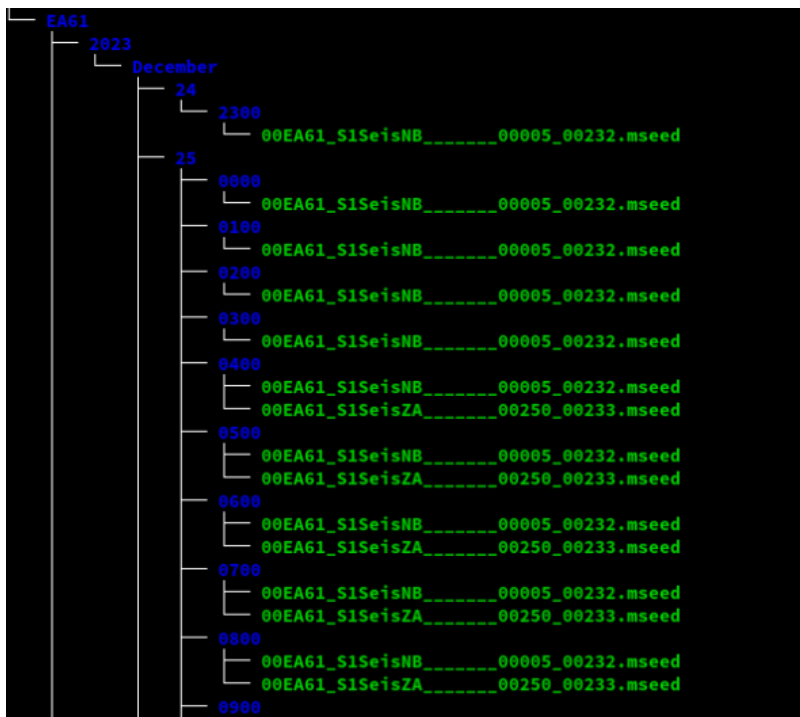 EA61
2023
December
24
2300
00EA61_S1SeisNB_______00005_00232.mseed
25
0000
00EA61_S1SeisNB_______00005_00232.mseed
0100
00EA61_S1SeisNB_______00005_00232.mseed
0200
00EA61_S1SeisNB_______00005_00232.mseed
0300
00EA61_S1SeisNB_______00005_00232.mseed
0400
00EA61_S1SeisNB_______00005_00232.mseed
00EA61_S1SeisZA_______00250_00233.mseed
0500
00EA61_S1SeisNB_______00005_00232.mseed
00EA61_S1SeisZA_______00250_00233.mseed
0600
00EA61_S1SeisNB_______00005_00232.mseed
00EA61_S1SeisZA_______00250_00233.mseed
0700
00EA61_S1SeisNB_______00005_00232.mseed
00EA61_S1SeisZA_______00250_00233.mseed
0800
00EA61_S1SeisNB_______00005_00232.mseed
00EA61_S1SeisZA_______00250_00233.mseed
0900